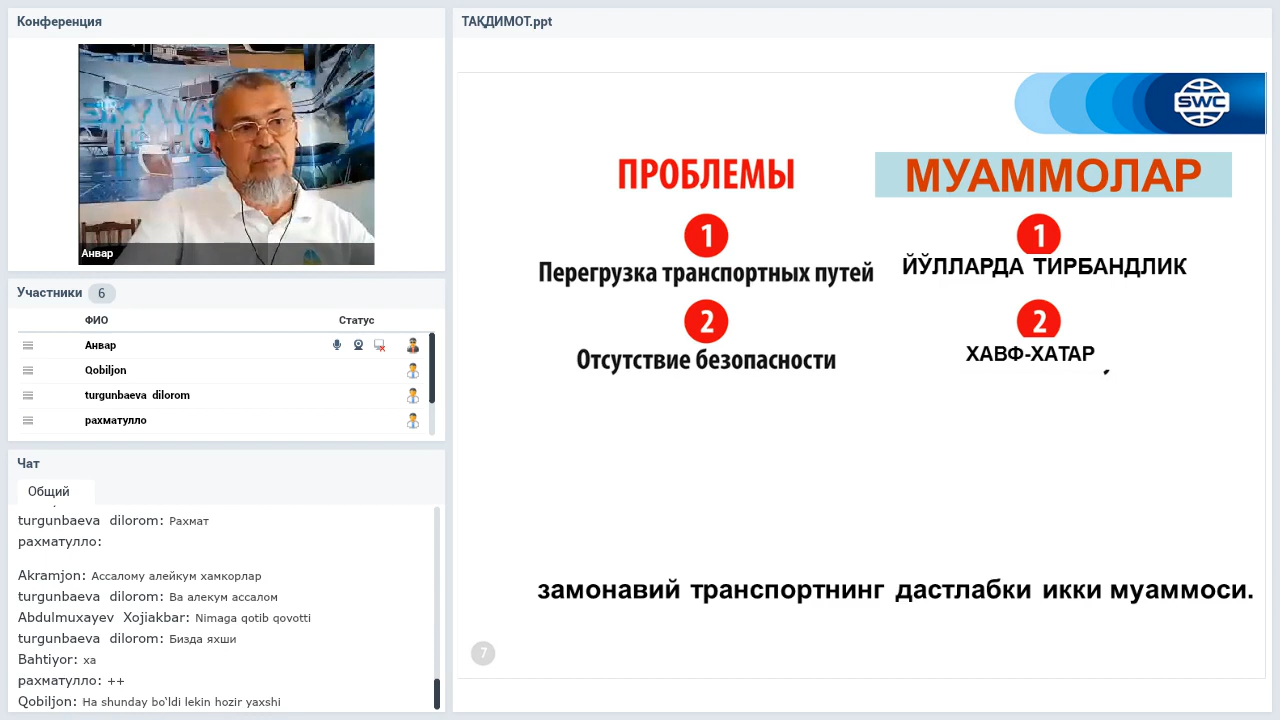 Конференция
SKYWAY
Анвар
Участники 6
ФИО Статус
Анвар
Qobiljon
turgunbaeva dilorom
рахматулло
Чат
Общий
turgunbaeva dilorom: Рахмат
рахматулло:
Akramjon: Ассалому алейкум хамкорлар
turgunbaeva dilorom: Ва алекум ассалом
Abdulmuxayev Xojiakbar: Nimaga qotib qovotti
turgunbaeva dilorom: Бизда яхши
Bahtiyor: ха
рахматулло: ++
Qobiljon: Ha shunday bo'ldi lekin hozir yaxshi
ТАҚДИМОТ.ppt
SWC
ПРОБЛЕМЫ
1
Перегрузка транспортных путей
2
Отсутствие безопасности
МУАММОЛАР
1
ЙЎЛЛАРДА ТИРБАНДЛИК
2
ХАВФ-ХАТАР
замонавий транспортнинг дастлабки икки муаммоси.
7